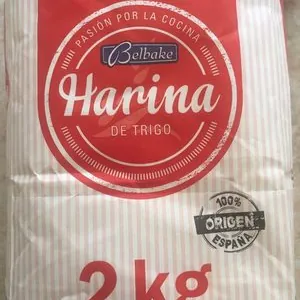 PASIÓN POR LA COCINA
Belbake
Harina
DE TRIGO
100%
ORIGEN
ESPAÑA
2 kg